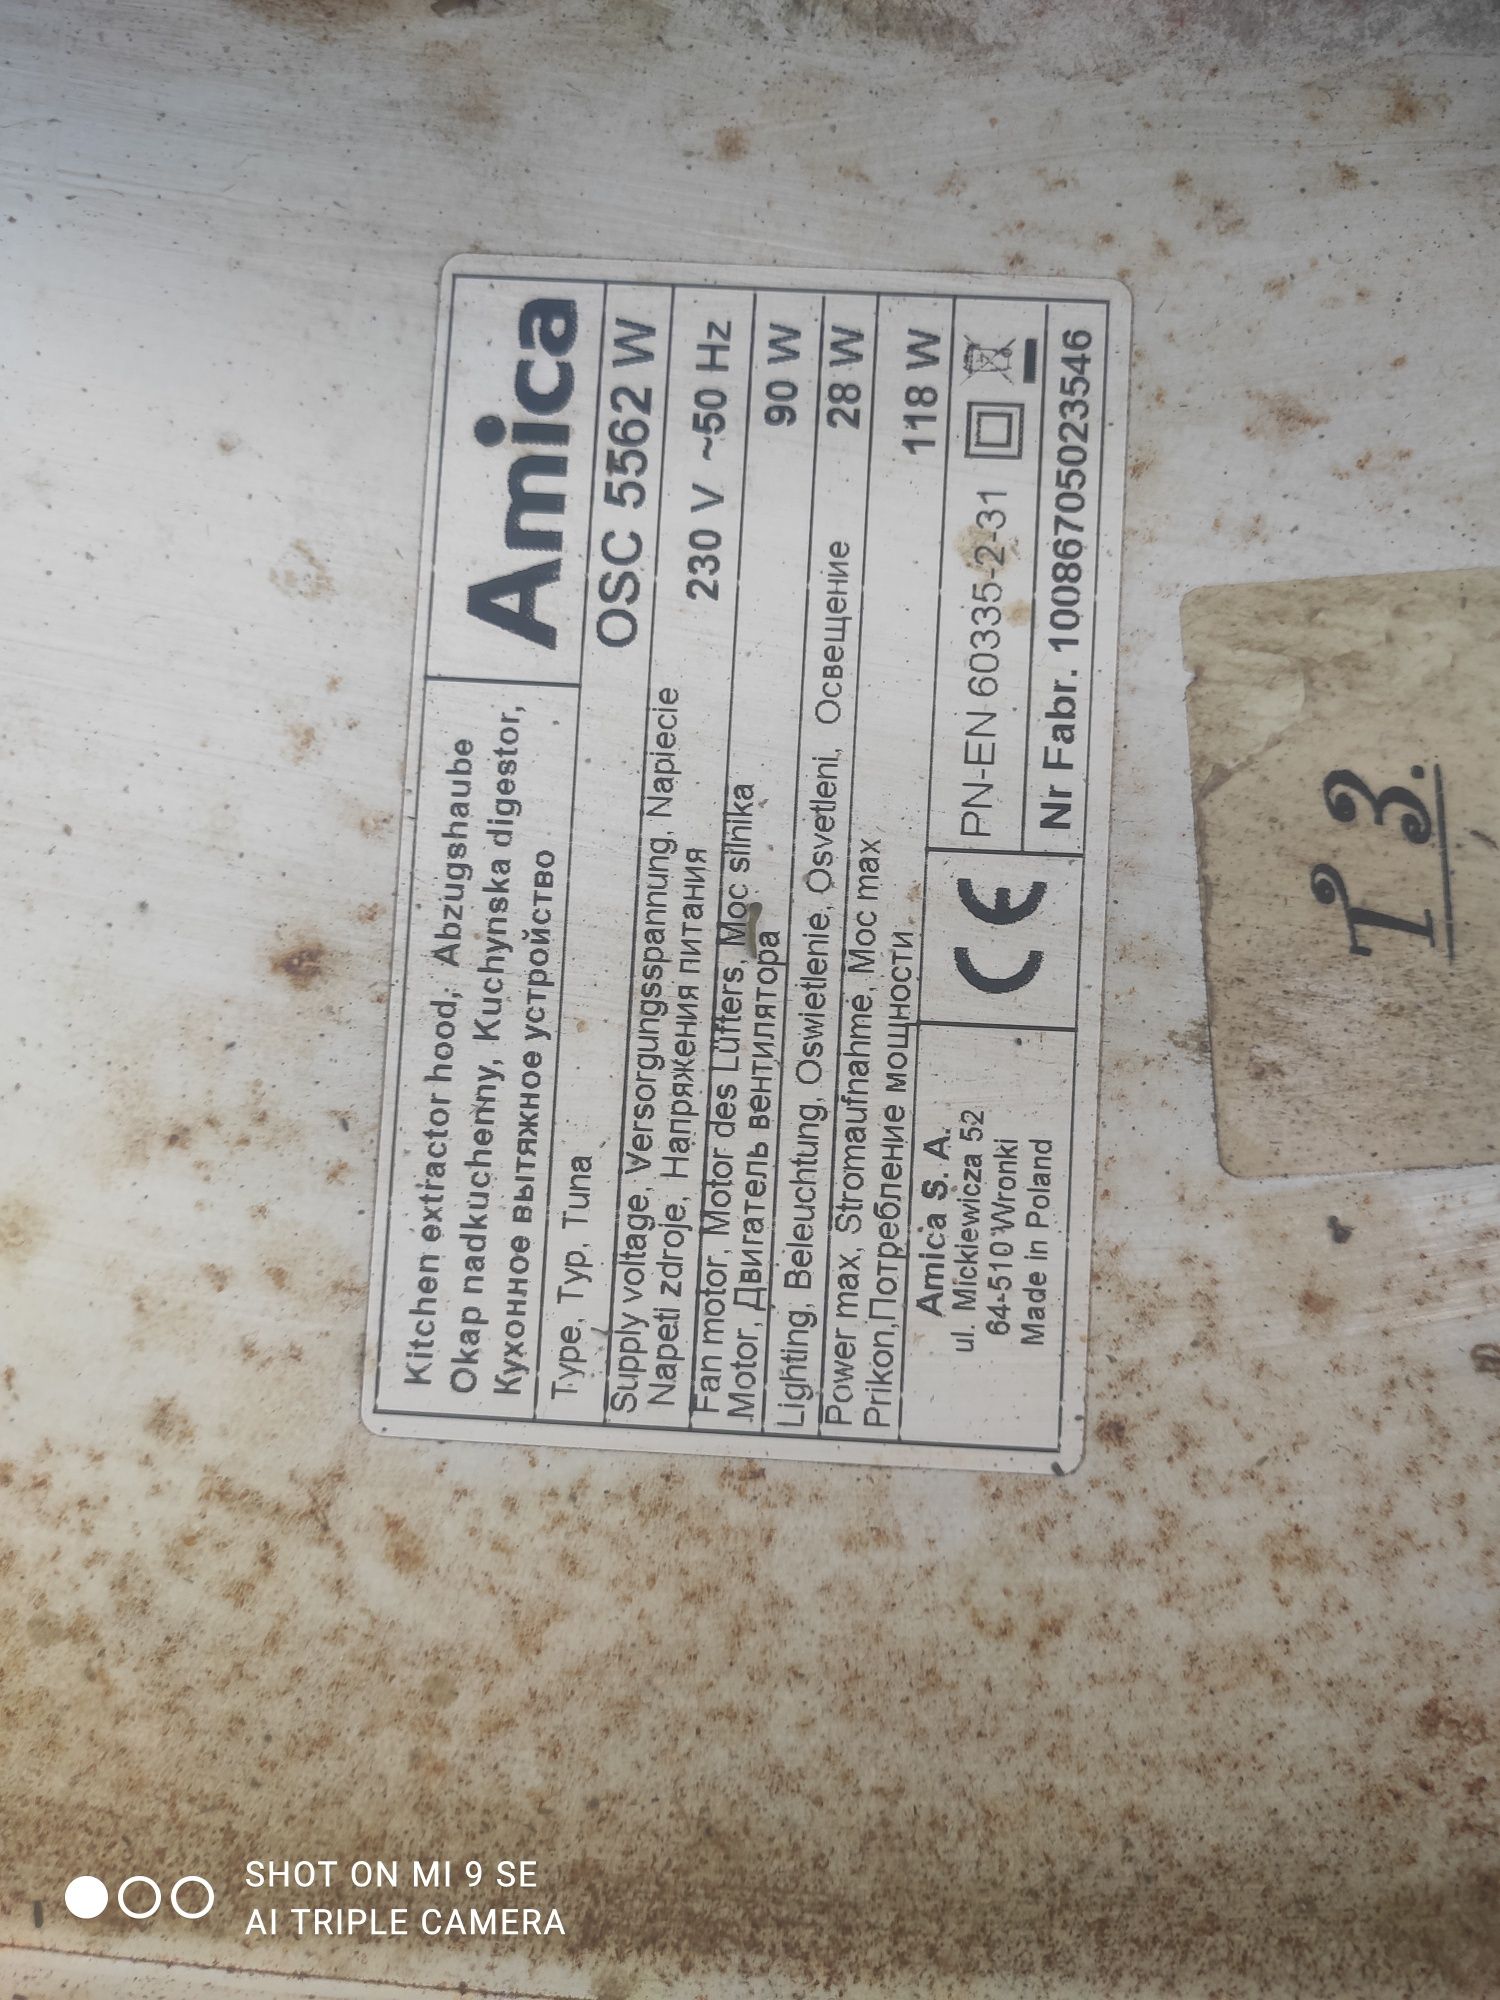 Kitchen extractor hood, Abzugshaube
Okap nadkuchenny, Kuchynska digestor,
Кухонное вытяжное устройство
Amica
Type, Typ, Tuna
OSC 5562 W
Supply voltage, Versorgungsspannung, Napiecie
Napeti zdroje, Напряжения питания
230 V ~50 Hz
Fan motor, Motor des Lüfters, Moc silnika
Motor, Двигатель вентилятора
90 W
Lighting, Beleuchtung, Oswietlenie, Osvetleni, Освещение
28 W
Power max, Stromaufnahme, Moc max
Prikon,Потребление мощности
118 W
Amica S. A.
ul. Mickiewicza 52
64-510 Wronki
Made in Poland
CE
PN-EN 60335-2-31
Nr Fabr. 10086705023546
T 3.
SHOT ON MI 9 SE
AI TRIPLE CAMERA